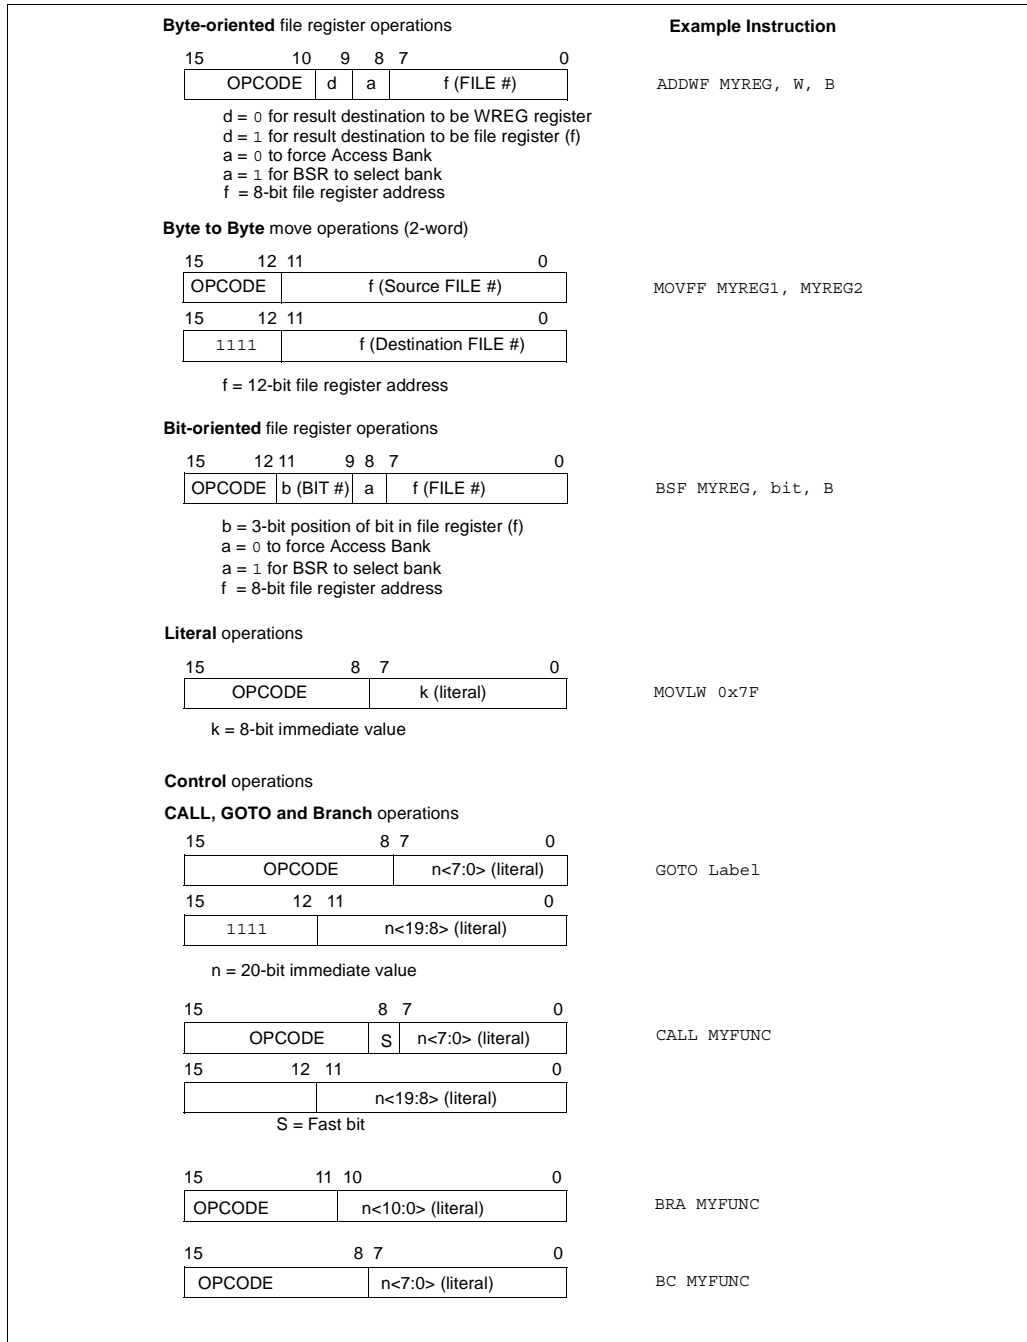 Byte-oriented file register operations Example Instruction
15 10 9 8 7 0
OPCODE d a f (FILE #) ADDWF MYREG, W, B
d = 0 for result destination to be WREG register
d = 1 for result destination to be file register (f)
a = 0 to force Access Bank
a = 1 for BSR to select bank
f = 8-bit file register address
Byte to Byte move operations (2-word)
15 12 11 0
OPCODE f (Source FILE #) MOVFF MYREG1, MYREG2
15 12 11 0
1111 f (Destination FILE #)
f = 12-bit file register address
Bit-oriented file register operations
15 12 11 9 8 7 0
OPCODE b (BIT #) a f (FILE #) BSF MYREG, bit, B
b = 3-bit position of bit in file register (f)
a = 0 to force Access Bank
a = 1 for BSR to select bank
f = 8-bit file register address
Literal operations
15 8 7 0
OPCODE k (literal) MOVLW 0x7F
k = 8-bit immediate value
Control operations
CALL, GOTO and Branch operations
15 8 7 0
OPCODE n<7:0> (literal) GOTO Label
15 12 11 0
1111 n<19:8> (literal)
n = 20-bit immediate value
15 8 7 0
OPCODE S n<7:0> (literal) CALL MYFUNC
15 12 11 0
n<19:8> (literal)
S = Fast bit
15 11 10 0
OPCODE n<10:0> (literal) BRA MYFUNC
15 8 7 0
OPCODE n<7:0> (literal) BC MYFUNC